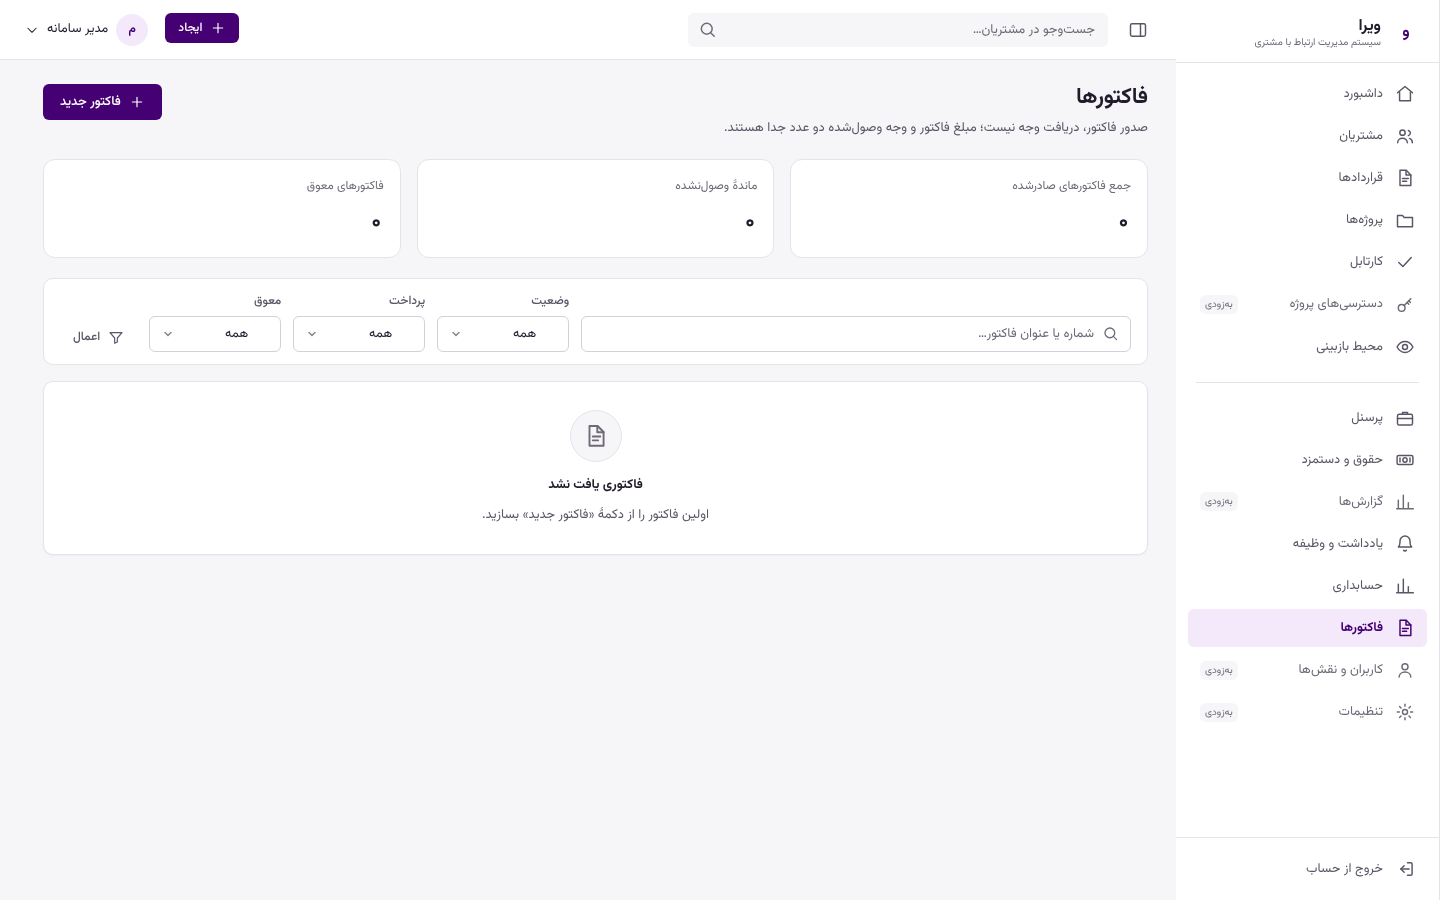 و
ویرا
سیستم مدیریت ارتباط با مشتری
داشبورد
مشتریان
قراردادها
پروژه‌ها
کارتابل
دسترسی‌های پروژه
به‌زودی
محیط بازبینی
پرسنل
حقوق و دستمزد
گزارش‌ها
به‌زودی
یادداشت و وظیفه
حسابداری
فاکتورها
کاربران و نقش‌ها
به‌زودی
تنظیمات
به‌زودی
خروج از حساب
جست‌وجو در مشتریان...
ایجاد
م
مدیر سامانه
فاکتورها
صدور فاکتور، دریافت وجه نیست؛ مبلغ فاکتور و وجه وصول‌شده دو عدد جدا هستند.
فاکتور جدید
جمع فاکتورهای صادرشده
۰
ماندهٔ وصول‌نشده
۰
فاکتورهای معوق
۰
شماره یا عنوان فاکتور...
وضعیت
همه
پرداخت
همه
معوق
همه
اعمال
فاکتوری یافت نشد
اولین فاکتور را از دکمهٔ «فاکتور جدید» بسازید.